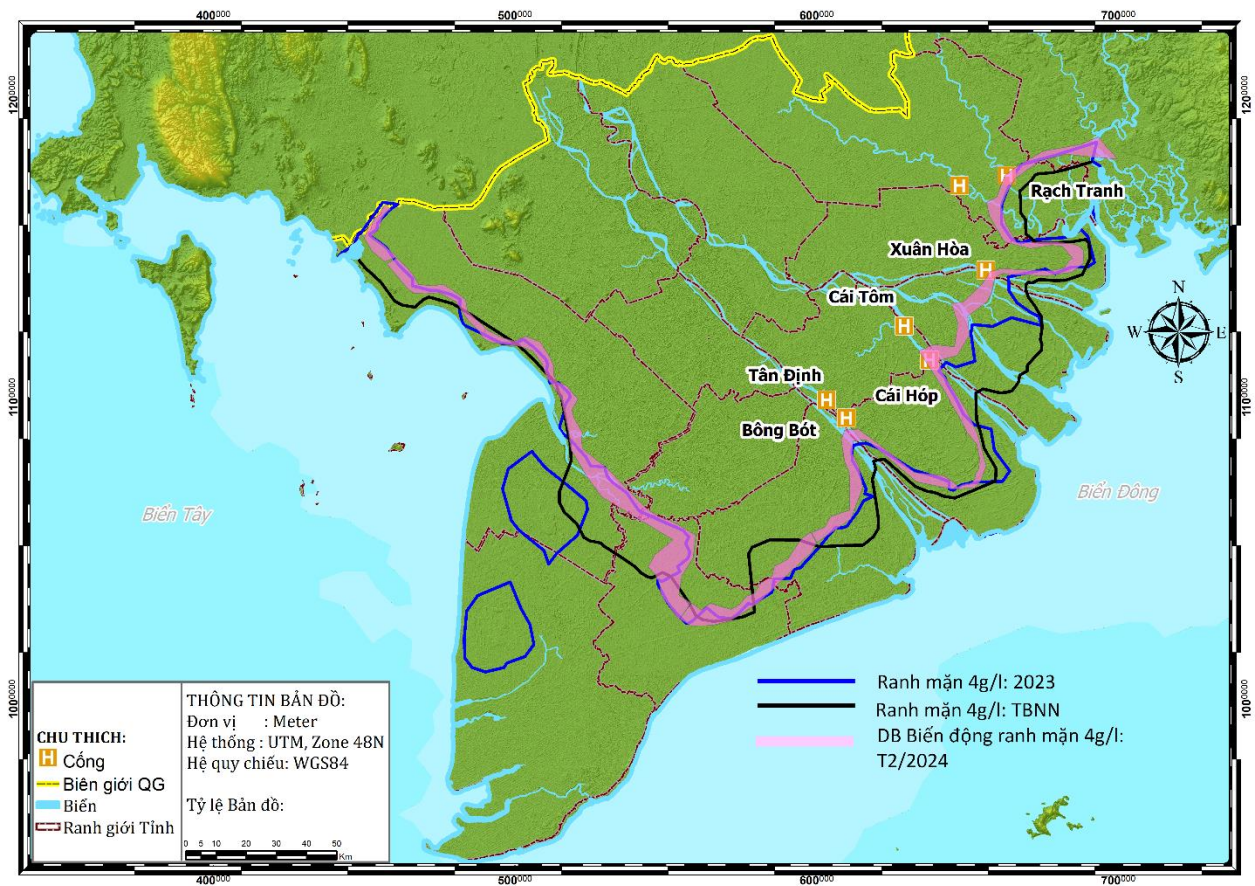 400000 500000 600000 700000
1200000 1200000
Rạch Tranh
Xuân Hòa
Cái Tôm
N
W E
S
1100000 1100000
Tân Định
Cái Hóp
Bông Bót
Biển Tây
Biển Đông
Ranh mặn 4g/l: 2023
Ranh mặn 4g/l: TBNN
DB Biến động ranh mặn 4g/l:
T2/2024
1000000 1000000
CHU THICH:
H Cống
Biên giới QG
Biển
Ranh giới Tỉnh
THÔNG TIN BẢN ĐỒ:
Đơn vị : Meter
Hệ thống : UTM, Zone 48N
Hệ quy chiếu: WGS84
Tỷ lệ Bản đồ:
0 5 10 20 30 40 50
Km
400000 500000 600000 700000